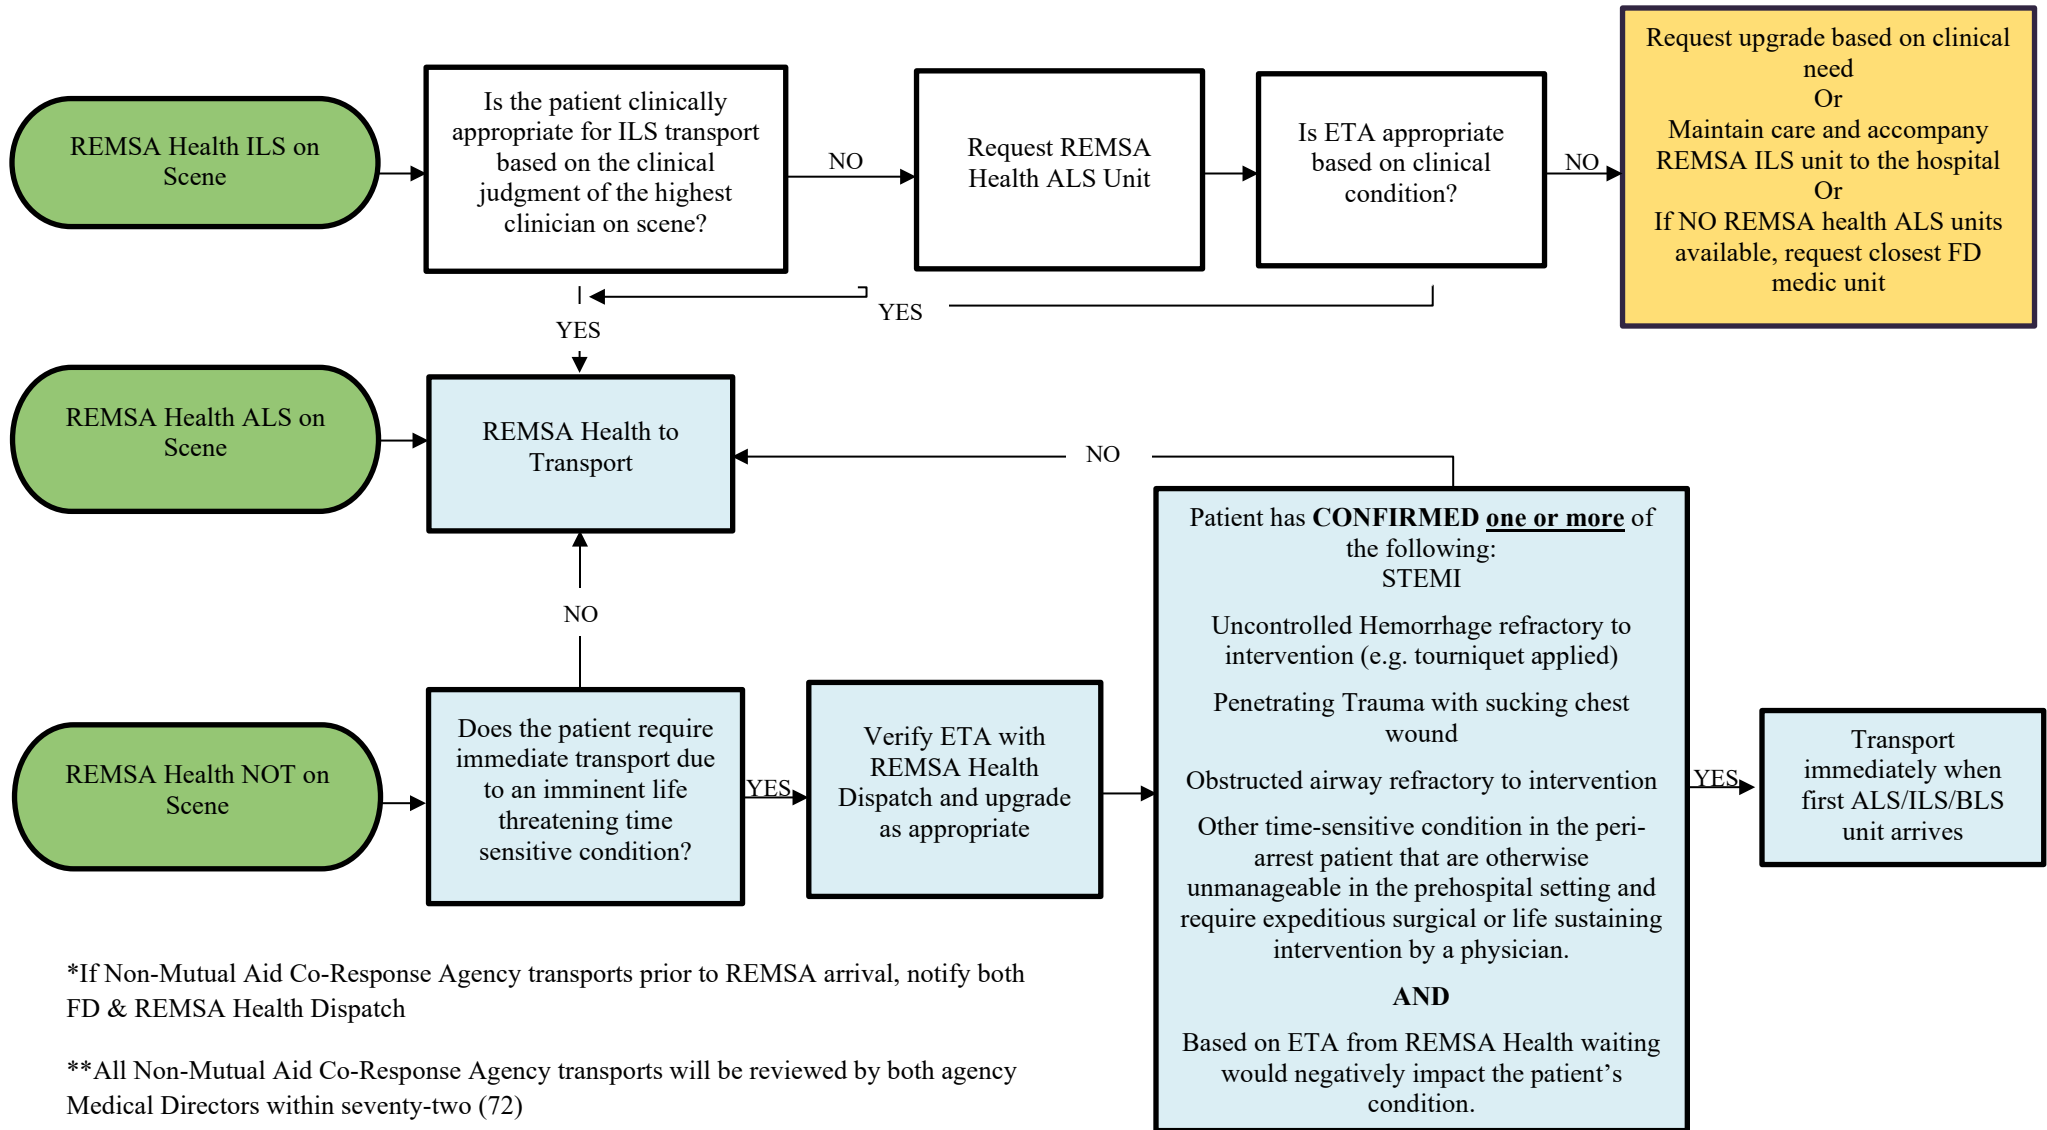 REMSA Health ILS on
Scene
Is the patient clinically
appropriate for ILS transport
based on the clinical
judgment of the highest
clinician on scene?
NO
Request REMSA
Health ALS Unit
Is ETA appropriate
based on clinical
condition?
NO
Request upgrade based on clinical
need
Or
Maintain care and accompany
REMSA ILS unit to the hospital
Or
If NO REMSA health ALS units
available, request closest FD
medic unit
YES
YES
REMSA Health ALS on
Scene
REMSA Health to
Transport
NO
NO
REMSA Health NOT on
Scene
Does the patient require
immediate transport due
to an imminent life
threatening time
sensitive condition?
YES
Verify ETA with
REMSA Health
Dispatch and upgrade
as appropriate
Patient has CONFIRMED one or more of
the following:
STEMI
Uncontrolled Hemorrhage refractory to
intervention (e.g. tourniquet applied)
Penetrating Trauma with sucking chest
wound
Obstructed airway refractory to intervention
Other time-sensitive condition in the peri-
arrest patient that are otherwise
unmanageable in the prehospital setting and
require expeditious surgical or life sustaining
intervention by a physician.
AND
Based on ETA from REMSA Health waiting
would negatively impact the patient’s
condition.
YES
Transport
immediately when
first ALS/ILS/BLS
unit arrives
*If Non-Mutual Aid Co-Response Agency transports prior to REMSA arrival, notify both
FD & REMSA Health Dispatch
**All Non-Mutual Aid Co-Response Agency transports will be reviewed by both agency
Medical Directors within seventy-two (72)